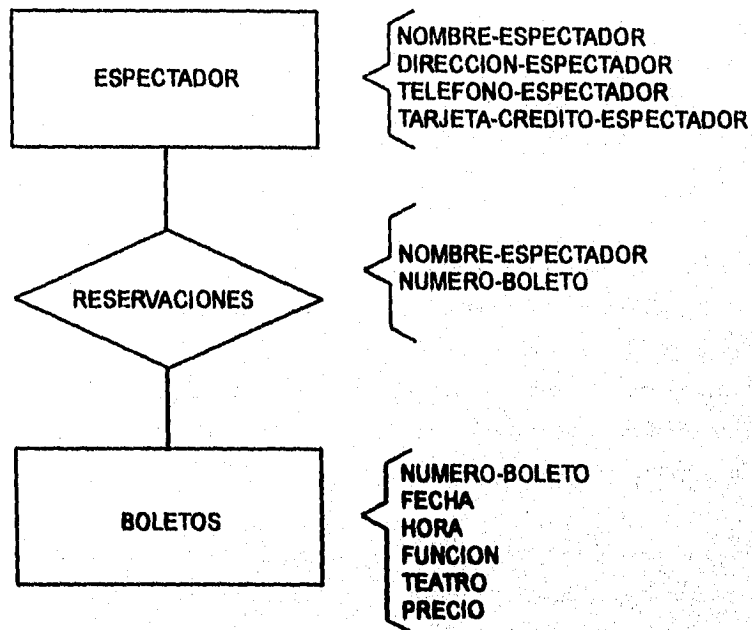 ESPECTADOR
NOMBRE-ESPECTADOR
DIRECCION-ESPECTADOR
TELEFONO-ESPECTADOR
TARJETA-CREDITO-ESPECTADOR
RESERVACIONES
NOMBRE-ESPECTADOR
NUMERO-BOLETO
BOLETOS
NUMERO-BOLETO
FECHA
HORA
FUNCION
TEATRO
PRECIO